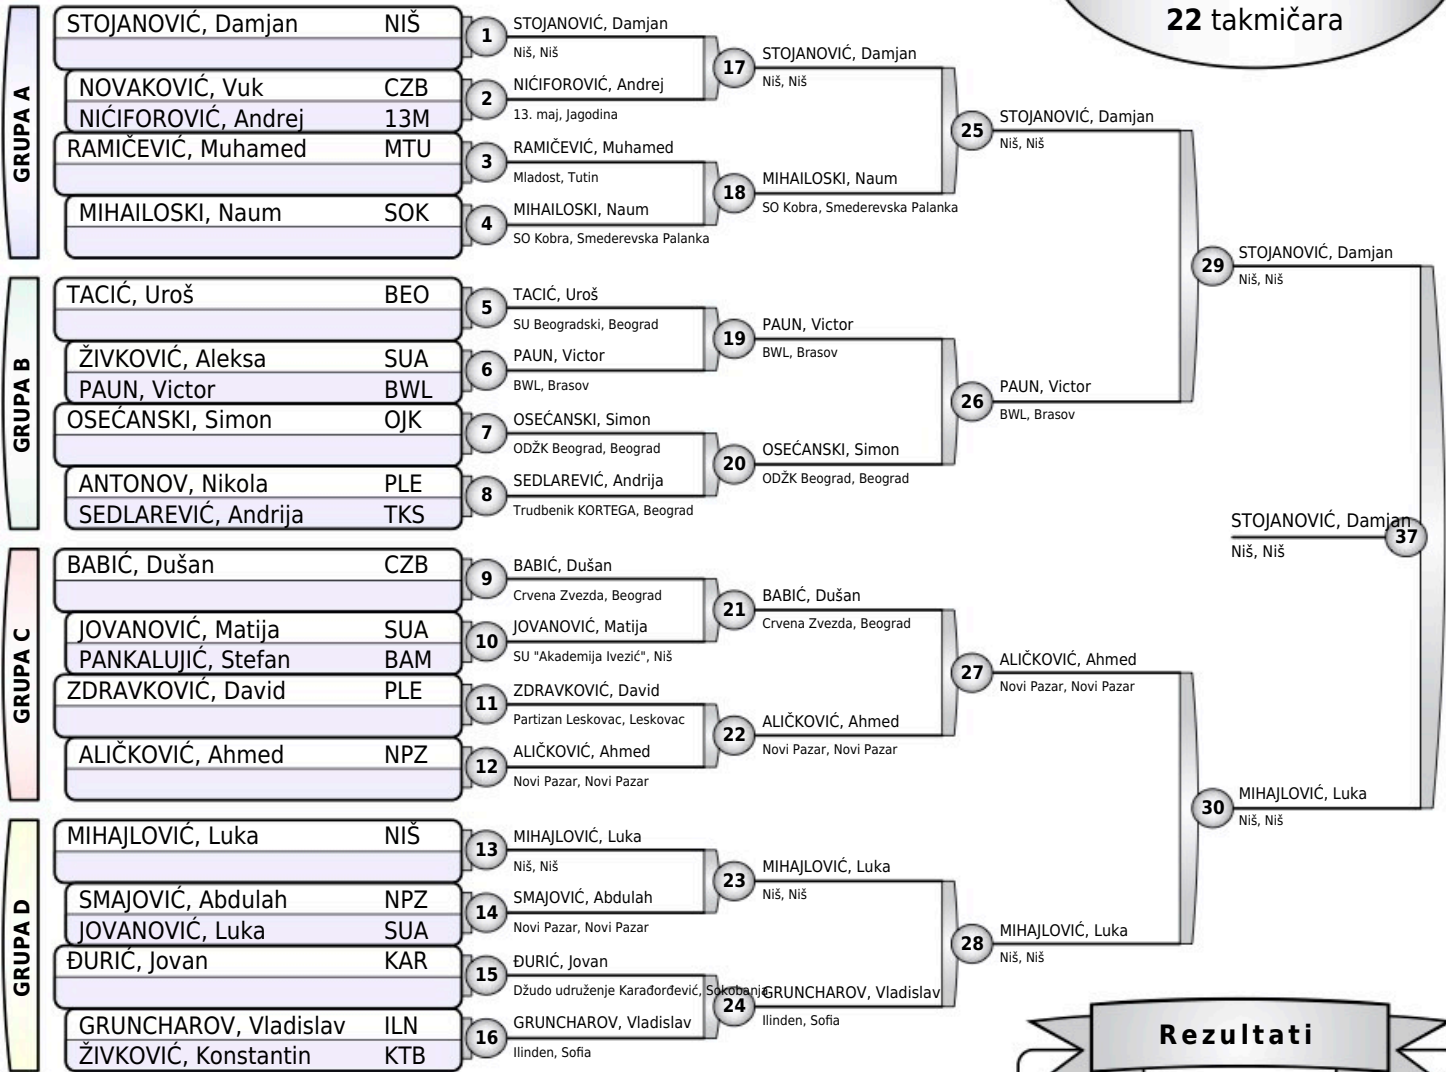 22 takmičara
GRUPA A
STOJANOVIĆ, Damjan NIŠ
NOVAKOVIĆ, Vuk CZB
NIĆIFOROVIĆ, Andrej 13M
RAMIČEVIĆ, Muhamed MTU
MIHAILOSKI, Naum SOK
1
STOJANOVIĆ, Damjan
Niš, Niš
2
NIĆIFOROVIĆ, Andrej
13. maj, Jagodina
3
RAMIČEVIĆ, Muhamed
Mladost, Tutin
4
MIHAILOSKI, Naum
SO Kobra, Smederevska Palanka
17
STOJANOVIĆ, Damjan
Niš, Niš
18
MIHAILOSKI, Naum
SO Kobra, Smederevska Palanka
25
STOJANOVIĆ, Damjan
Niš, Niš
GRUPA B
TACIĆ, Uroš BEO
ŽIVKOVIĆ, Aleksa SUA
PAUN, Victor BWL
OSEĆANSKI, Simon OJK
ANTONOV, Nikola PLE
SEDLAREVIĆ, Andrija TKS
5
TACIĆ, Uroš
SU Beogradski, Beograd
6
PAUN, Victor
BWL, Brasov
7
OSEĆANSKI, Simon
ODŽK Beograd, Beograd
8
SEDLAREVIĆ, Andrija
Trudbenik KORTEGA, Beograd
19
PAUN, Victor
BWL, Brasov
20
OSEĆANSKI, Simon
ODŽK Beograd, Beograd
26
PAUN, Victor
BWL, Brasov
29
STOJANOVIĆ, Damjan
Niš, Niš
GRUPA C
BABIĆ, Dušan CZB
JOVANOVIĆ, Matija SUA
PANKALUJIĆ, Stefan BAM
ZDRAVKOVIĆ, David PLE
ALIČKOVIĆ, Ahmed NPZ
9
BABIĆ, Dušan
Crvena Zvezda, Beograd
10
JOVANOVIĆ, Matija
SU "Akademija Ivezić", Niš
11
ZDRAVKOVIĆ, David
Partizan Leskovac, Leskovac
12
ALIČKOVIĆ, Ahmed
Novi Pazar, Novi Pazar
21
BABIĆ, Dušan
Crvena Zvezda, Beograd
22
ALIČKOVIĆ, Ahmed
Novi Pazar, Novi Pazar
27
ALIČKOVIĆ, Ahmed
Novi Pazar, Novi Pazar
GRUPA D
MIHAJLOVIĆ, Luka NIŠ
SMAJOVIĆ, Abdulah NPZ
JOVANOVIĆ, Luka SUA
ĐURIĆ, Jovan KAR
GRUNCHAROV, Vladislav ILN
ŽIVKOVIĆ, Konstantin KTB
13
MIHAJLOVIĆ, Luka
Niš, Niš
14
SMAJOVIĆ, Abdulah
Novi Pazar, Novi Pazar
15
ĐURIĆ, Jovan
Džudo udruženje Karađorđević, Sokobanja
16
GRUNCHAROV, Vladislav
Ilinden, Sofia
23
MIHAJLOVIĆ, Luka
Niš, Niš
24
GRUNCHAROV, Vladislav
Ilinden, Sofia
28
MIHAJLOVIĆ, Luka
Niš, Niš
30
MIHAJLOVIĆ, Luka
Niš, Niš
STOJANOVIĆ, Damjan
37
Niš, Niš
Rezultati